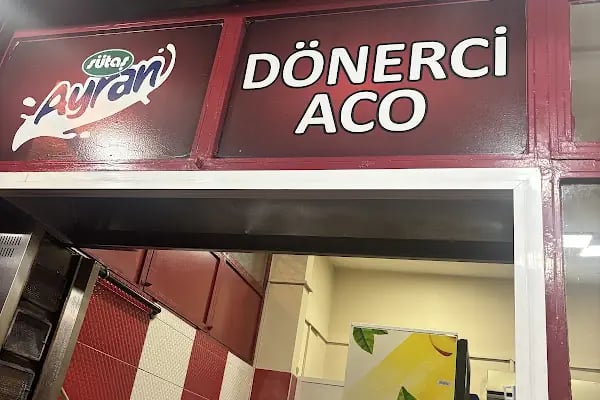 sütaş
Ayran
DÖNERCİ
ACO